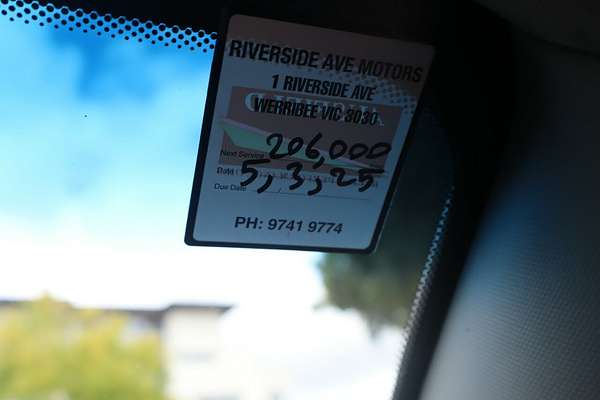 RIVERSIDE AVE MOTORS
1 RIVERSIDE AVE
WERRIBEE VIC 3030
206,000
Next Service
5,3,25
Due Date
PH: 9741 9774